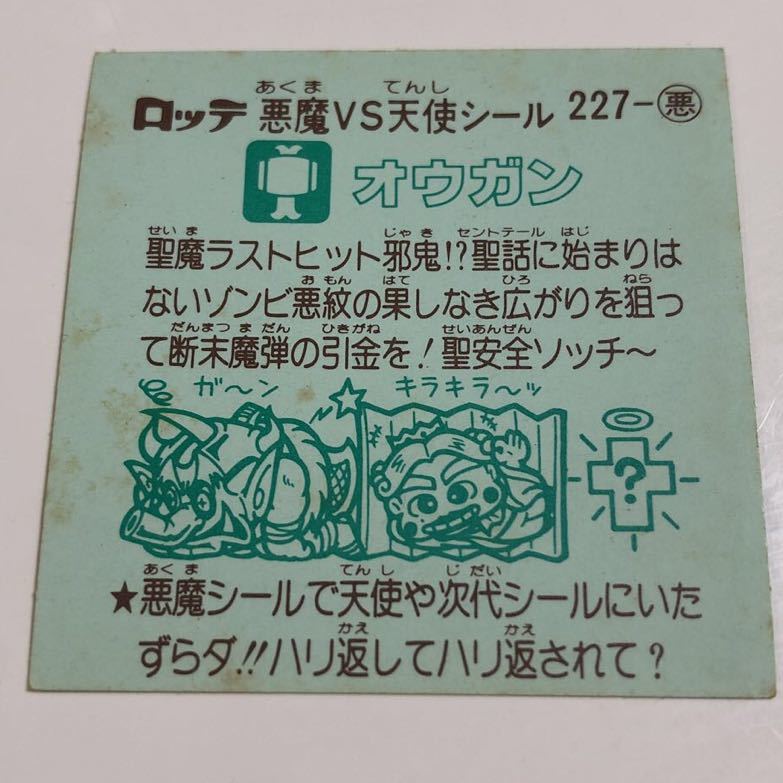 ロッテ 悪魔VS天使シール 227-悪
あくま てんし
オウガン
せいま じゃき セントテール はじ
聖魔ラストヒット邪鬼!?聖話に始まりは
おもん はて ひろ ねら
ないゾンビ悪紋の果しなき広がりを狙っ
だんまつまだん ひきがね せいあんぜん
て断末魔弾の引金を!聖安全ソッチ〜
ガ〜ン キラキラ〜ッ
?
あくま てんし じだい
★悪魔シールで天使や次代シールにいた
かえ かえ
ずらダ!!ハリ返してハリ返されて?